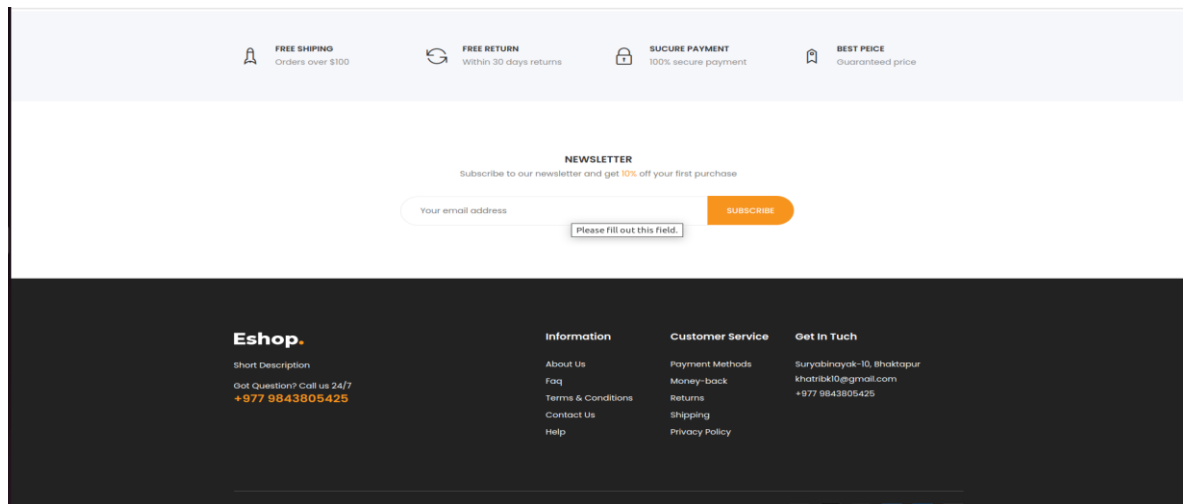 FREE SHIPING
Orders over $100
FREE RETURN
Within 30 days returns
SUCURE PAYMENT
100% secure payment
BEST PEICE
Guaranteed price
NEWSLETTER
Subscribe to our newsletter and get 10% off your first purchase
Your email address
SUBSCRIBE
Please fill out this field.
Eshop.
Short Description
Got Question? Call us 24/7
+977 9843805425
Information
About Us
Faq
Terms & Conditions
Contact Us
Help
Customer Service
Payment Methods
Money-back
Returns
Shipping
Privacy Policy
Get In Tuch
Suryabinayak-10, Bhaktapur
khatribk10@gmail.com
+977 9843805425